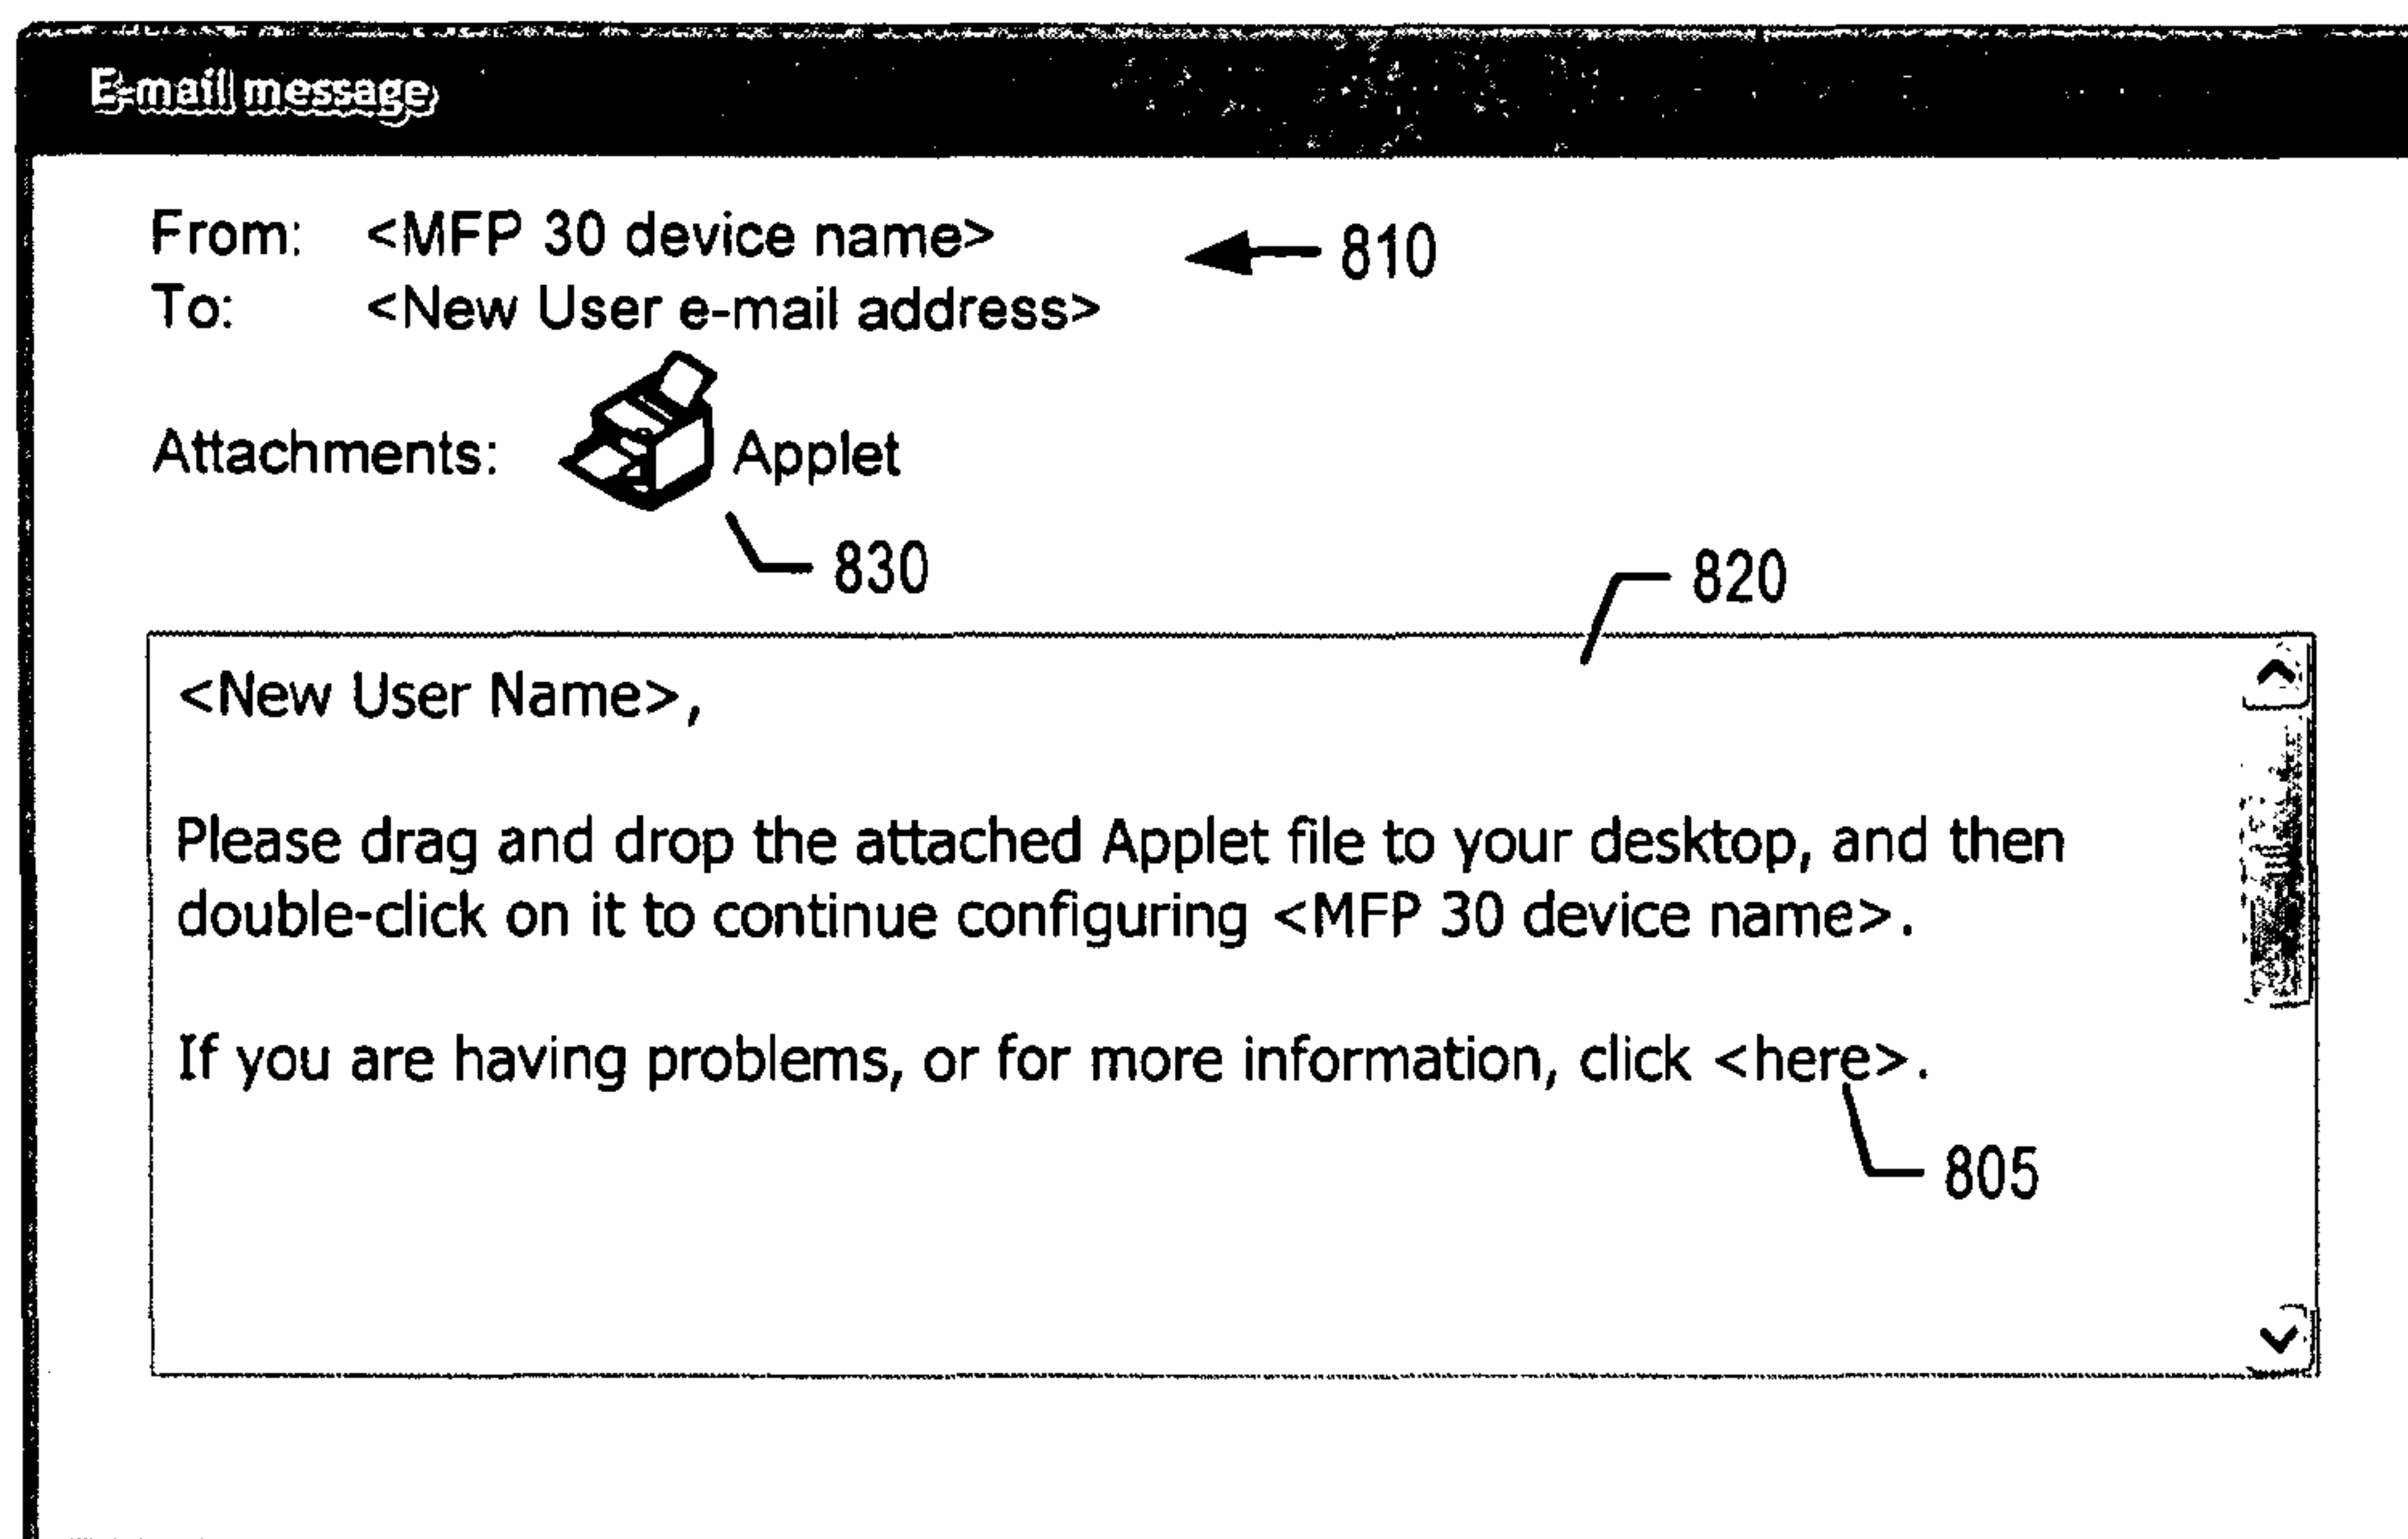 E-mail message
From: <MFP 30 device name>
810
To: <New User e-mail address>
Attachments: Applet
830
820
<New User Name>,
Please drag and drop the attached Applet file to your desktop, and then
double-click on it to continue configuring <MFP 30 device name>.
If you are having problems, or for more information, click <here>.
805